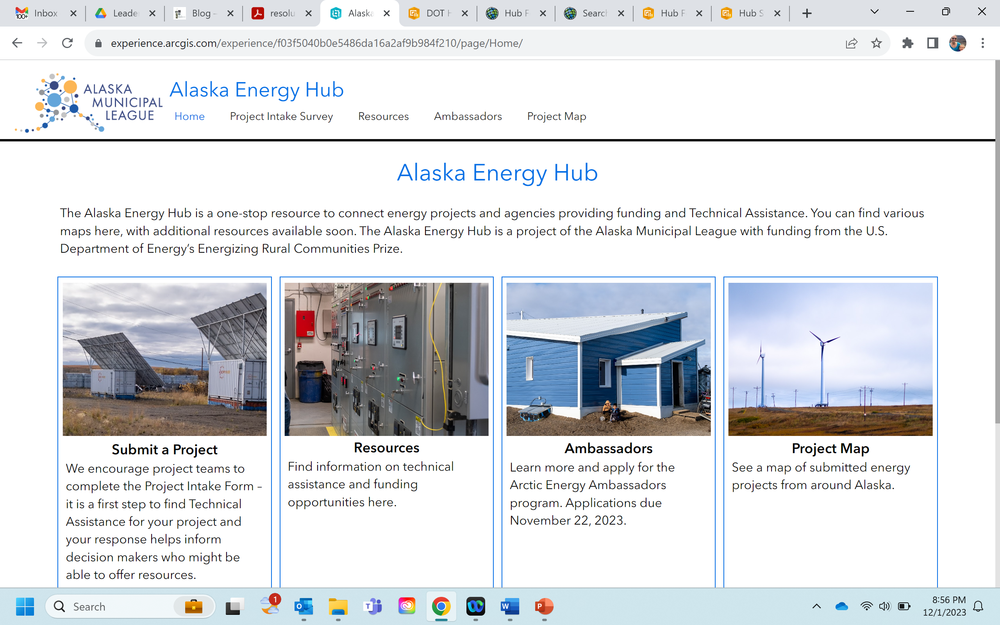 Inbox
Leade
Blog -
resolu
Alaska
DOT H
Hub F
Search
Hub F
Hub S
experience.arcgis.com/experience/f03f5040b0e5486da16a2af9b984f210/page/Home/
ALASKA
MUNICIPAL
LEAGUE
Alaska Energy Hub
Home Project Intake Survey Resources Ambassadors Project Map
Alaska Energy Hub
The Alaska Energy Hub is a one-stop resource to connect energy projects and agencies providing funding and Technical Assistance. You can find various
maps here, with additional resources available soon. The Alaska Energy Hub is a project of the Alaska Municipal League with funding from the U.S.
Department of Energy’s Energizing Rural Communities Prize.
Submit a Project
We encourage project teams to
complete the Project Intake Form –
it is a first step to find Technical
Assistance for your project and
your response helps inform
decision makers who might be
able to offer resources.
Resources
Find information on technical
assistance and funding
opportunities here.
Ambassadors
Learn more and apply for the
Arctic Energy Ambassadors
program. Applications due
November 22, 2023.
Project Map
See a map of submitted energy
projects from around Alaska.
Search
1
8:56 PM
12/1/2023